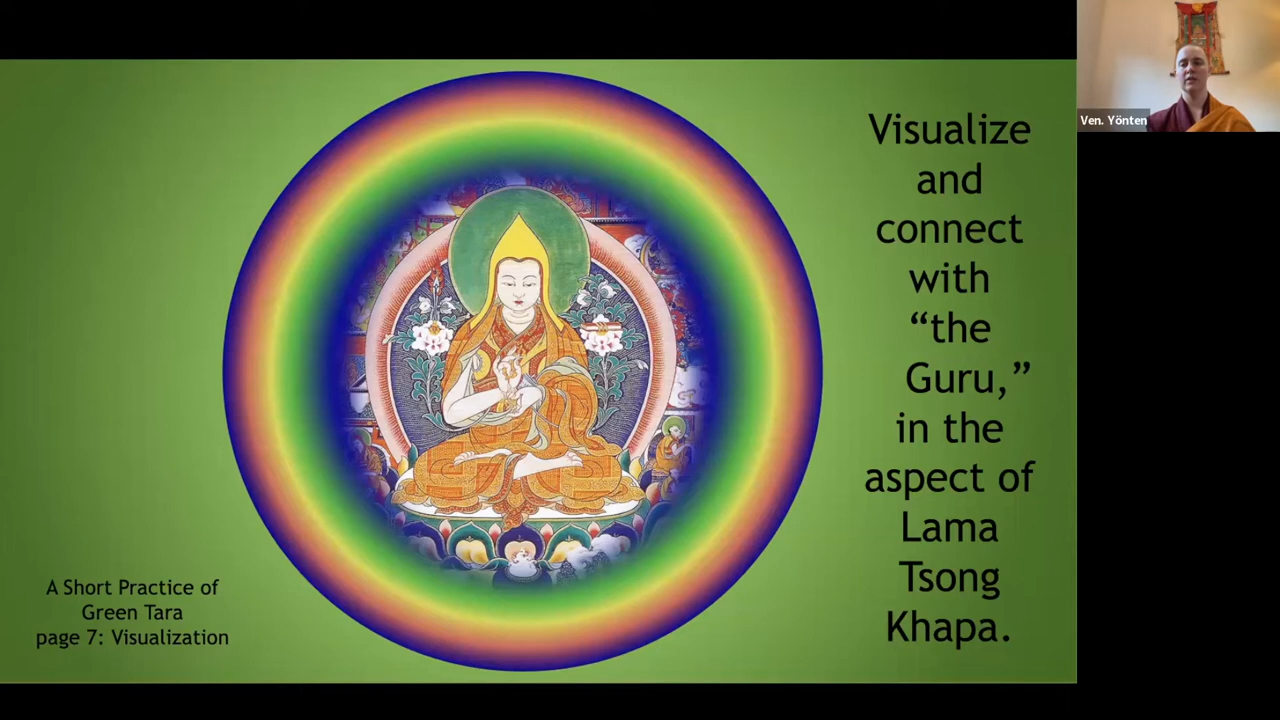 Ven. Yönten
Visualize
and
connect
with
“the
Guru,”
in the
aspect of
Lama
Tsong
Khapa.
A Short Practice of
Green Tara
page 7: Visualization